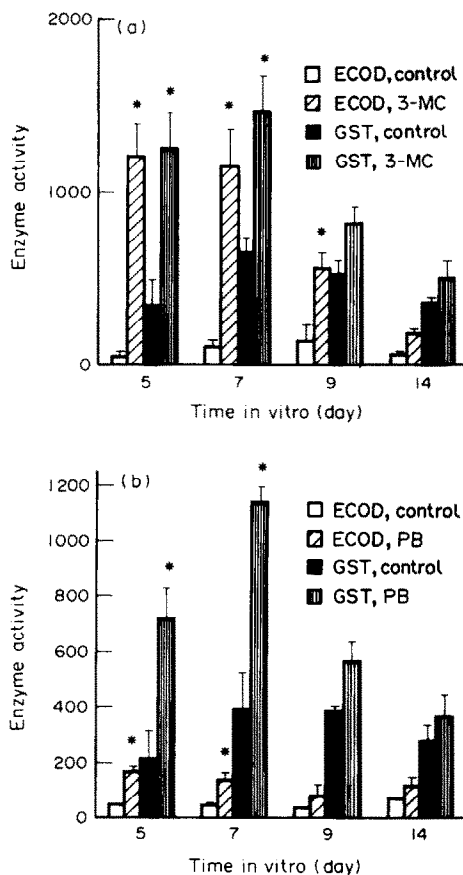 (a)
2000
1000
0
Enzyme activity
*
*
*
*
*
ECOD, control
ECOD, 3-MC
GST, control
GST, 3-MC
5 7 9 14
Time in vitro (day)
(b)
1200
1000
800
600
400
200
0
Enzyme activity
*
*
*
*
ECOD, control
ECOD, PB
GST, control
GST, PB
5 7 9 14
Time in vitro (day)